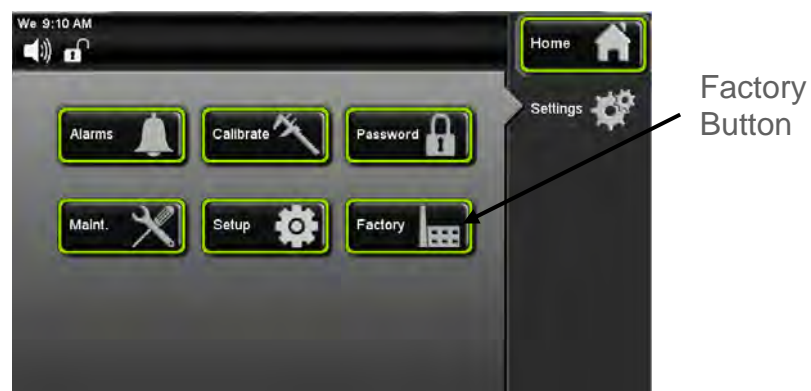 We 9:10 AM
Home
Settings
Alarms
Calibrate
Password
Maint.
Setup
Factory
Factory
Button